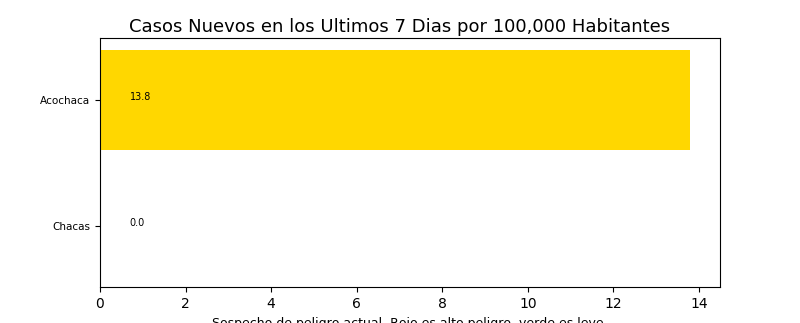 Casos Nuevos en los Ultimos 7 Dias por 100,000 Habitantes
Acochaca
13.8
Chacas
0.0
0 2 4 6 8 10 12 14
Sospecho de peligro actual. Rojo es alto peligro, verde es leve